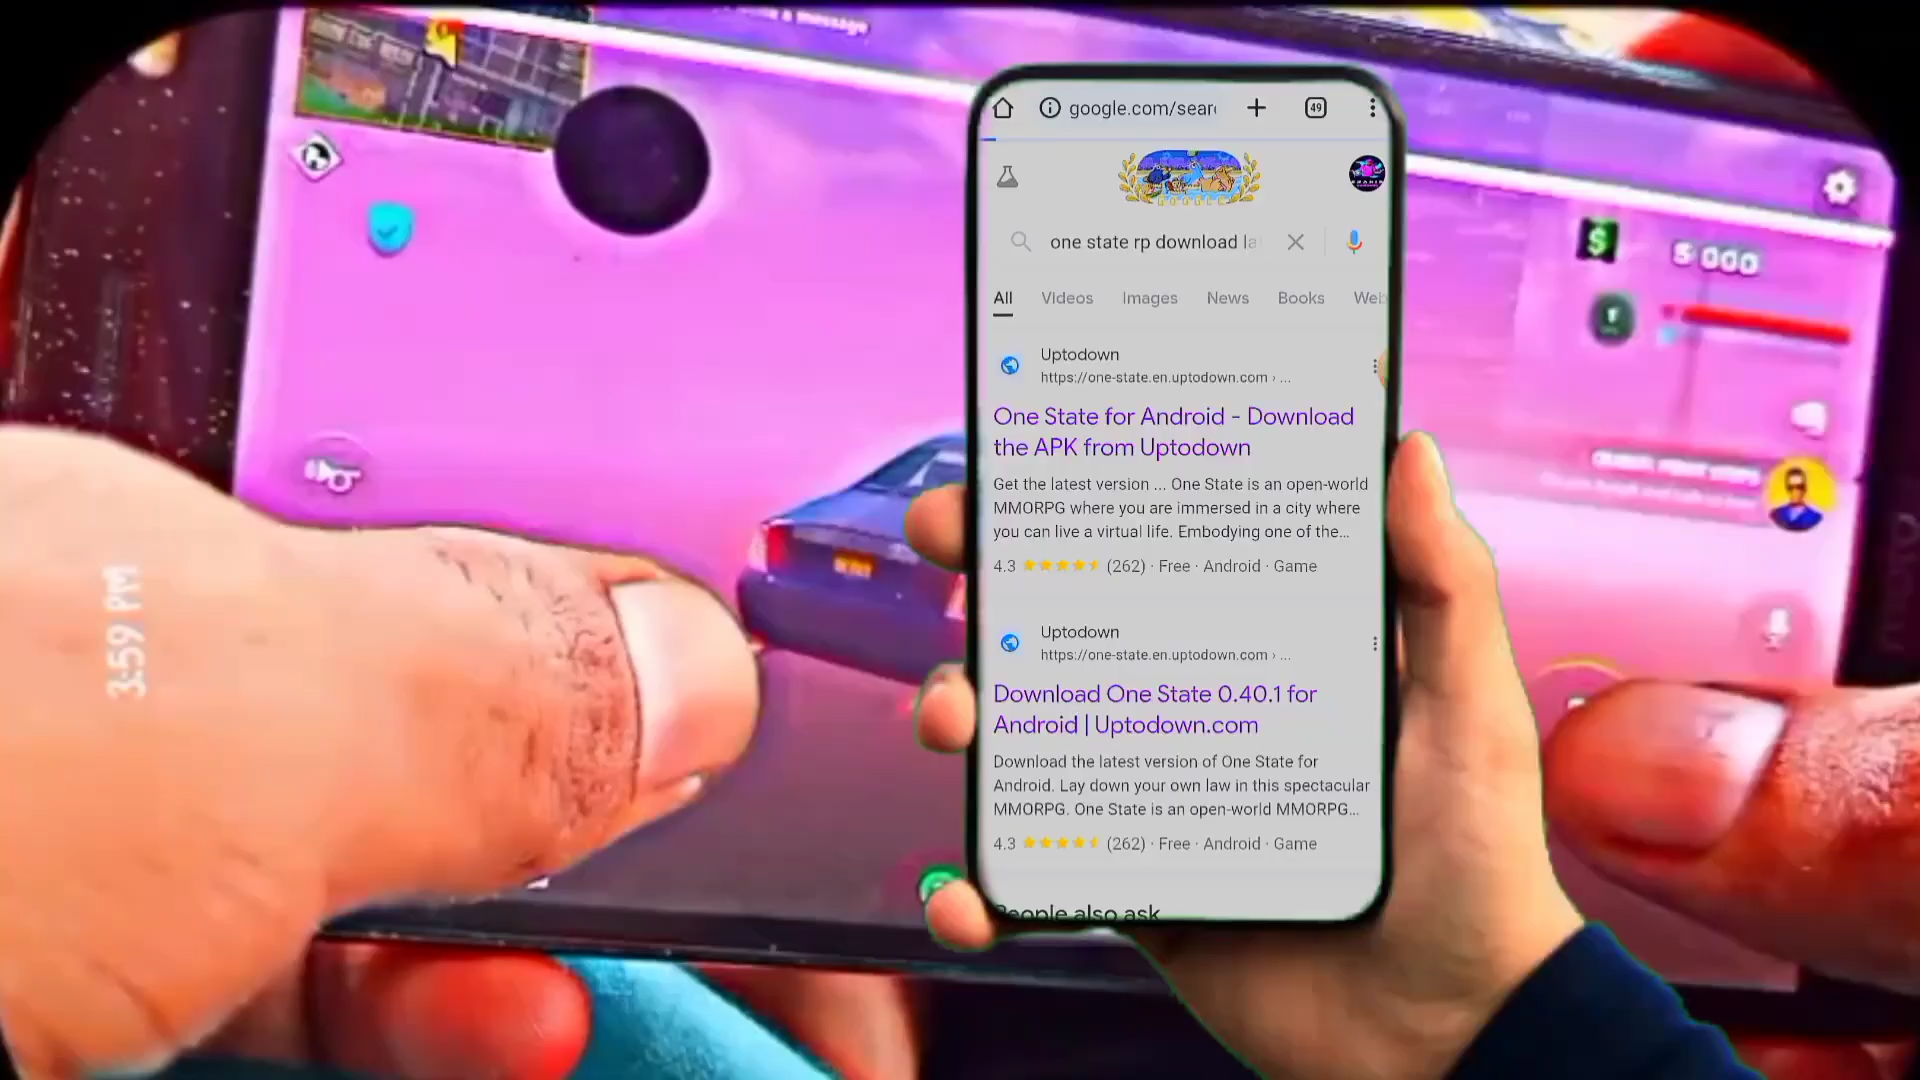 a message
google.com/sear
49
one state rp download la
All Videos Images News Books Web
Uptodown
https://one-state.en.uptodown.com › ...
One State for Android - Download
the APK from Uptodown
Get the latest version ... One State is an open-world
MMORPG where you are immersed in a city where
you can live a virtual life. Embodying one of the...
4.3 (262) · Free · Android · Game
Uptodown
https://one-state.en.uptodown.com › ...
Download One State 0.40.1 for
Android | Uptodown.com
Download the latest version of One State for
Android. Lay down your own law in this spectacular
MMORPG. One State is an open-world MMORPG...
4.3 (262) · Free · Android · Game
People also ask
$
5 000
3:59 PM